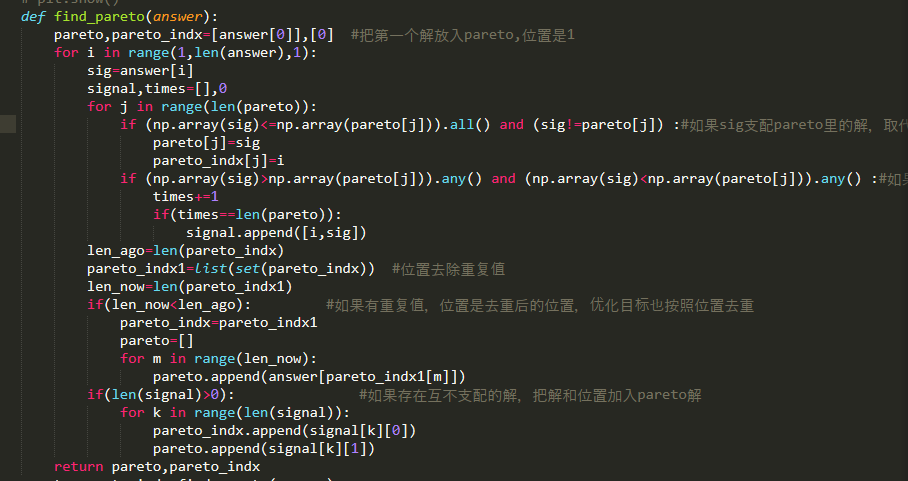 # plt.show()
def find_pareto(answer):
    pareto,pareto_indx=[answer[0]],[0]  #把第一个解放入pareto,位置是1
    for i in range(1,len(answer),1):
        sig=answer[i]
        signal,times=[],0
        for j in range(len(pareto)):
            if (np.array(sig)<=np.array(pareto[j])).all() and (sig!=pareto[j]) :#如果sig支配pareto里的解, 取代
                pareto[j]=sig
                pareto_indx[j]=i
            if (np.array(sig)>np.array(pareto[j])).any() and (np.array(sig)<np.array(pareto[j])).any() :#如果
                times+=1
                if(times==len(pareto)):
                    signal.append([i,sig])
        len_ago=len(pareto_indx)
        pareto_indx1=list(set(pareto_indx))  #位置去除重复值
        len_now=len(pareto_indx1)
        if(len_now<len_ago):         #如果有重复值, 位置是去重后的位置, 优化目标也按照位置去重
            pareto_indx=pareto_indx1
            pareto=[]
            for m in range(len_now):
                pareto.append(answer[pareto_indx1[m]])
        if(len(signal)>0):               #如果存在互不支配的解, 把解和位置加入pareto解
            for k in range(len(signal)):
                pareto_indx.append(signal[k][0])
                pareto.append(signal[k][1])
    return pareto,pareto_indx